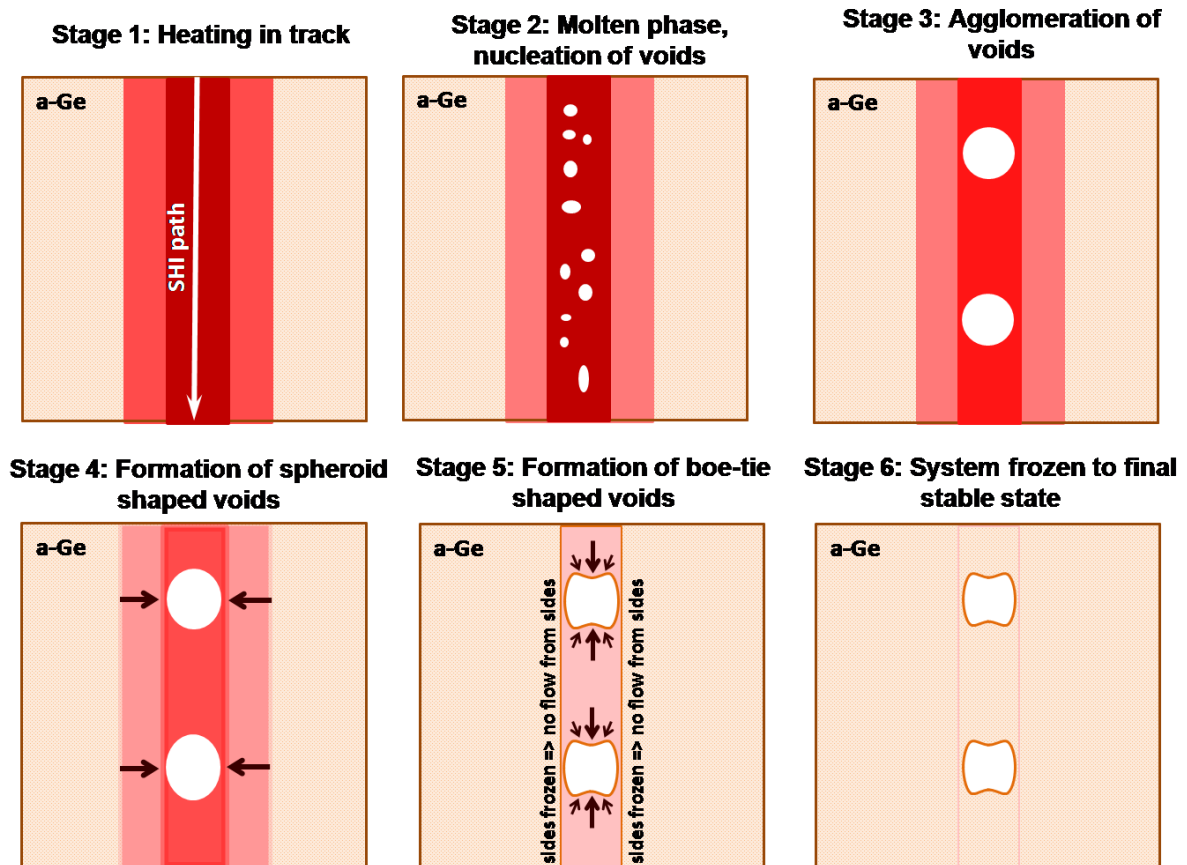 Stage 1: Heating in track
Stage 2: Molten phase,
nucleation of voids
Stage 3: Agglomeration of
voids
a-Ge
SHI path
a-Ge
a-Ge
Stage 4: Formation of spheroid
shaped voids
Stage 5: Formation of boe-tie
shaped voids
Stage 6: System frozen to final
stable state
a-Ge
a-Ge
sides frozen => no flow from sides
sides frozen => no flow from sides
a-Ge